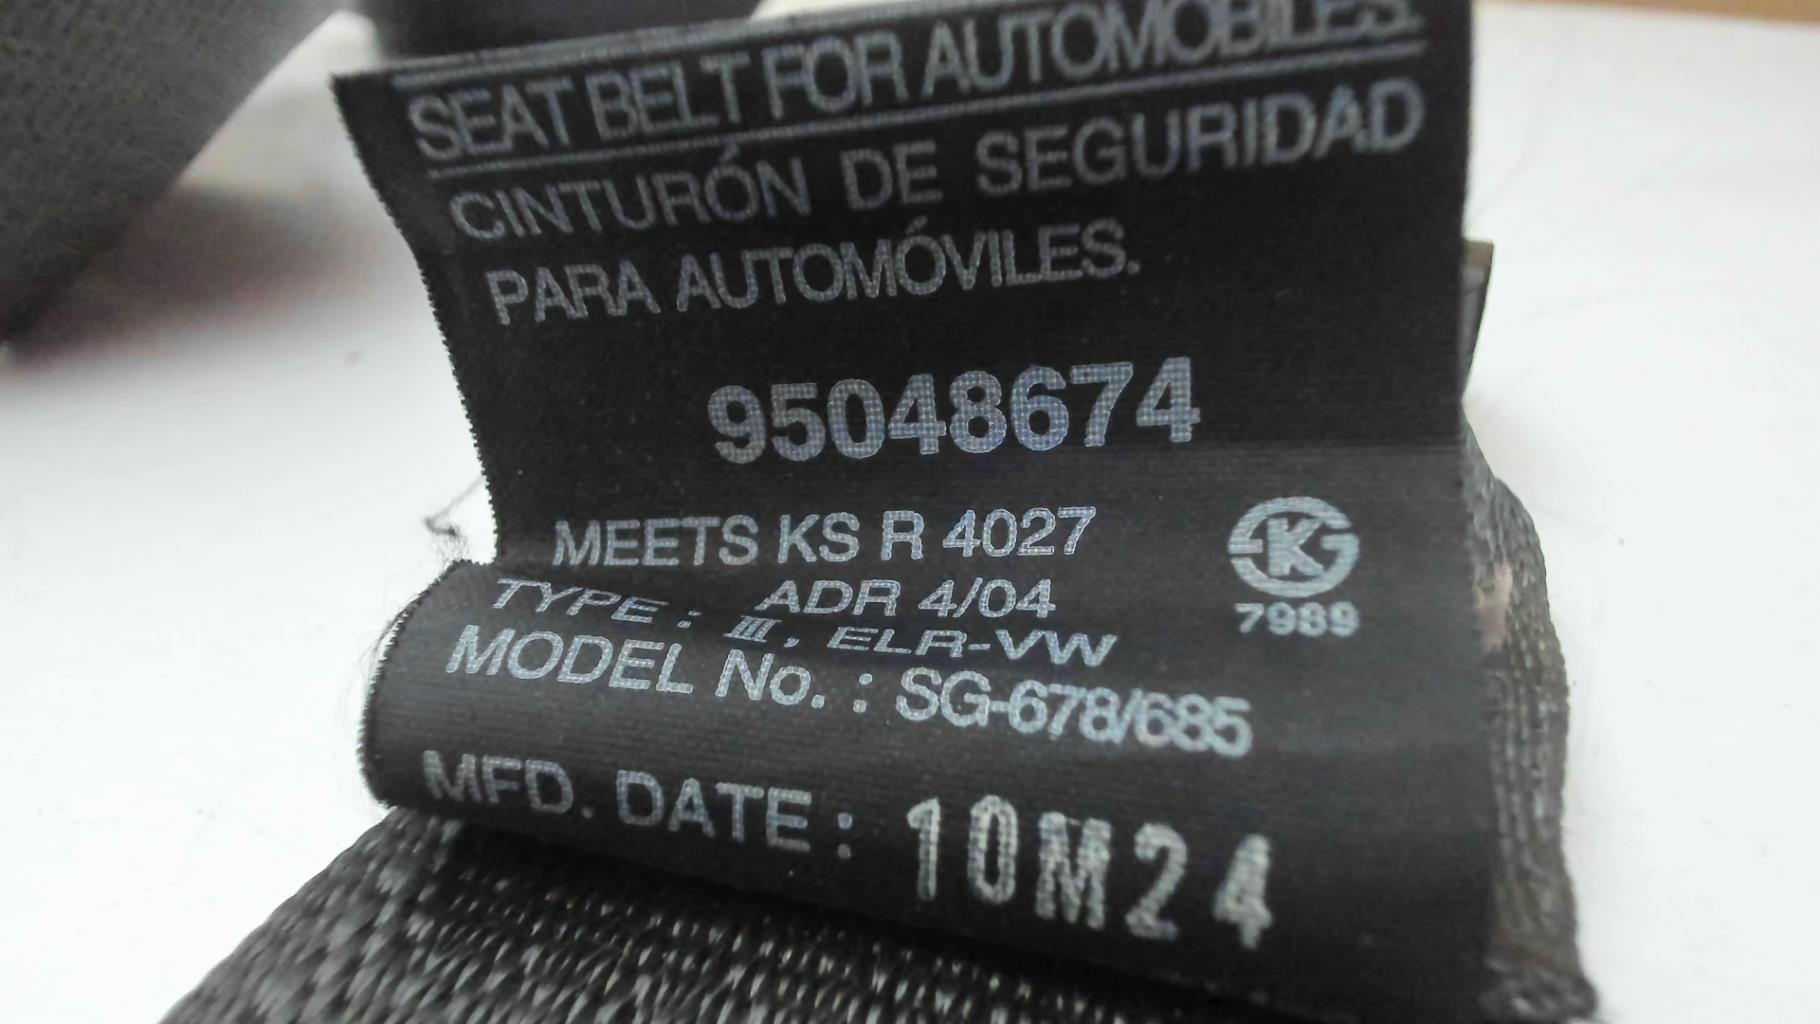 SEAT BELT FOR AUTOMOBILES.
CINTURÓN DE SEGURIDAD
PARA AUTOMÓVILES.
95048674
MEETS KS R 4027
ADR 4/04
K
7989
TYPE : III, ELR-VW
MODEL No. : SG-678/685
MFD. DATE : 10M24